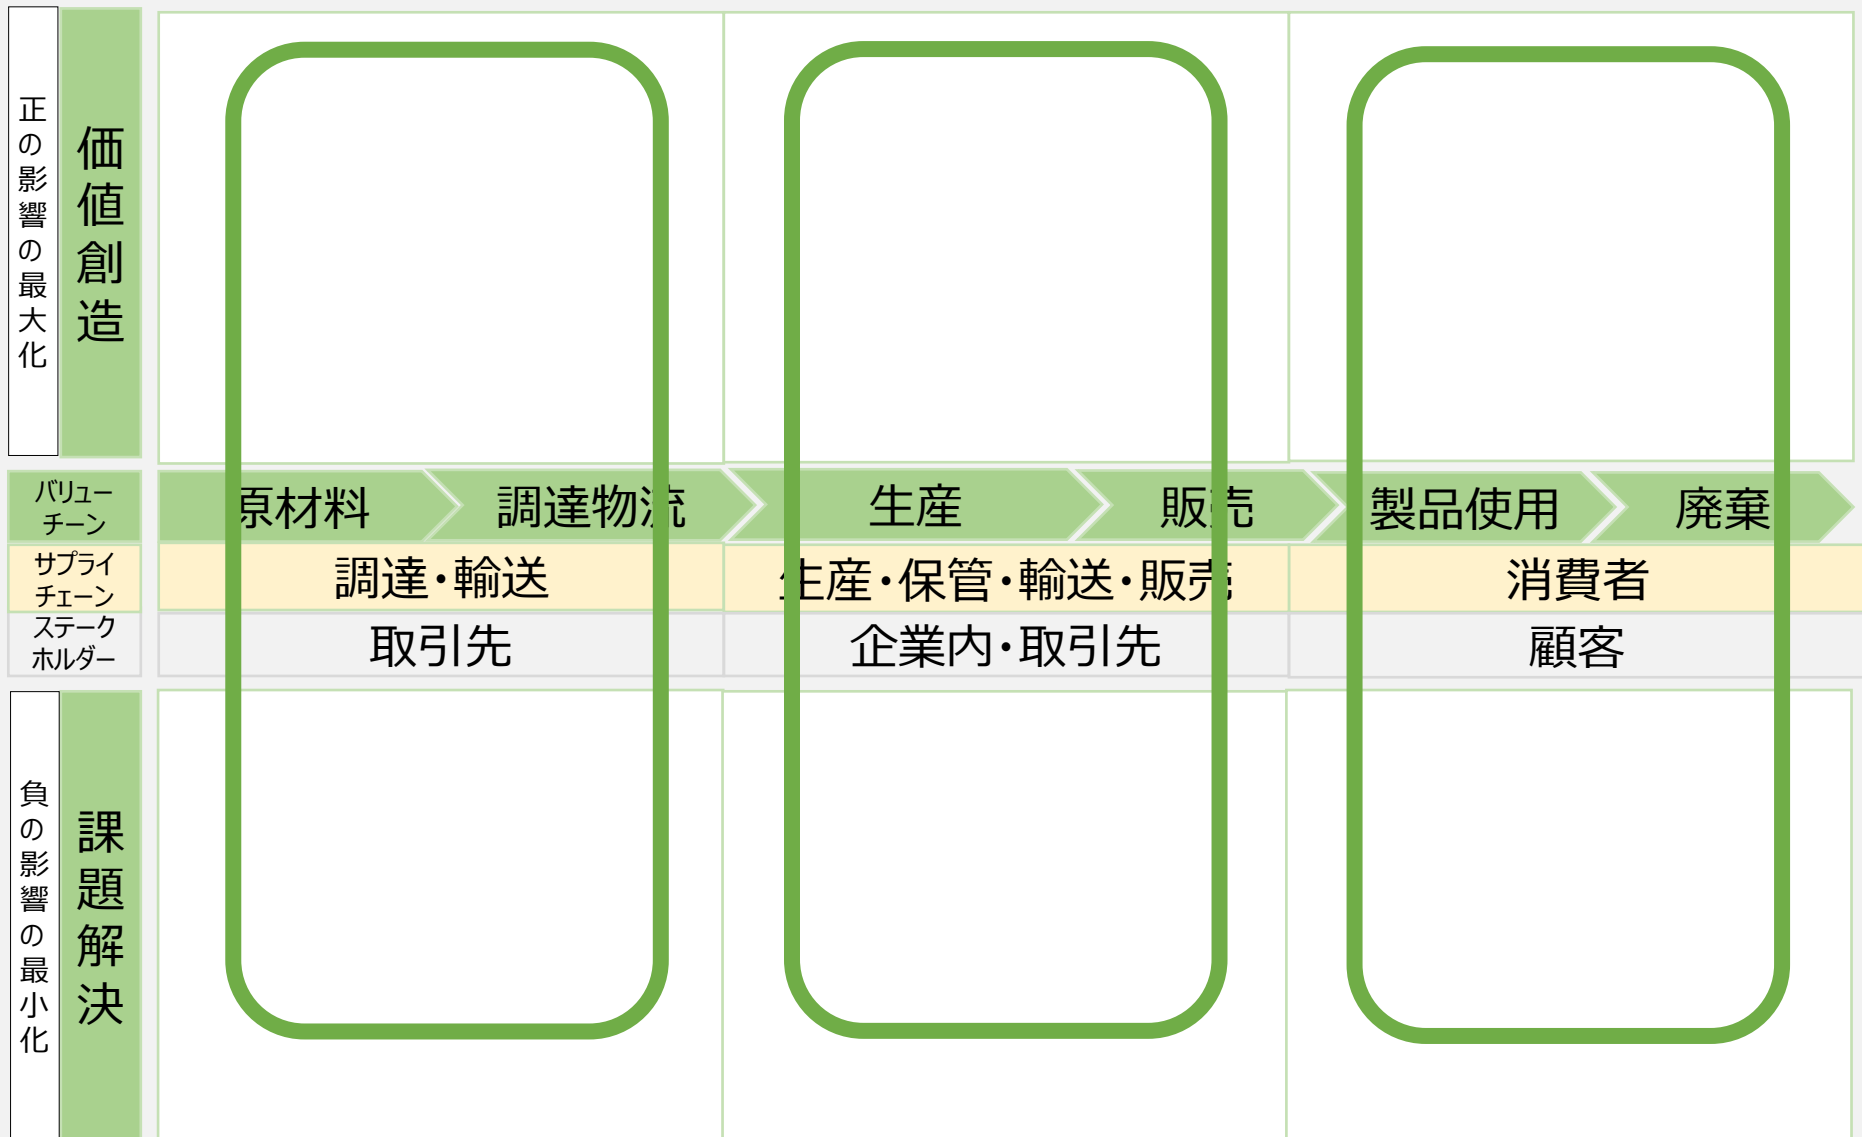 正の影響の最大化
価値創造
バリュー
チーン
原材料
調達物流
生産
販売
製品使用
廃棄
サプライ
チェーン
調達・輸送
生産・保管・輸送・販売
消費者
ステーク
ホルダー
取引先
企業内・取引先
顧客
負の影響の最小化
課題解決